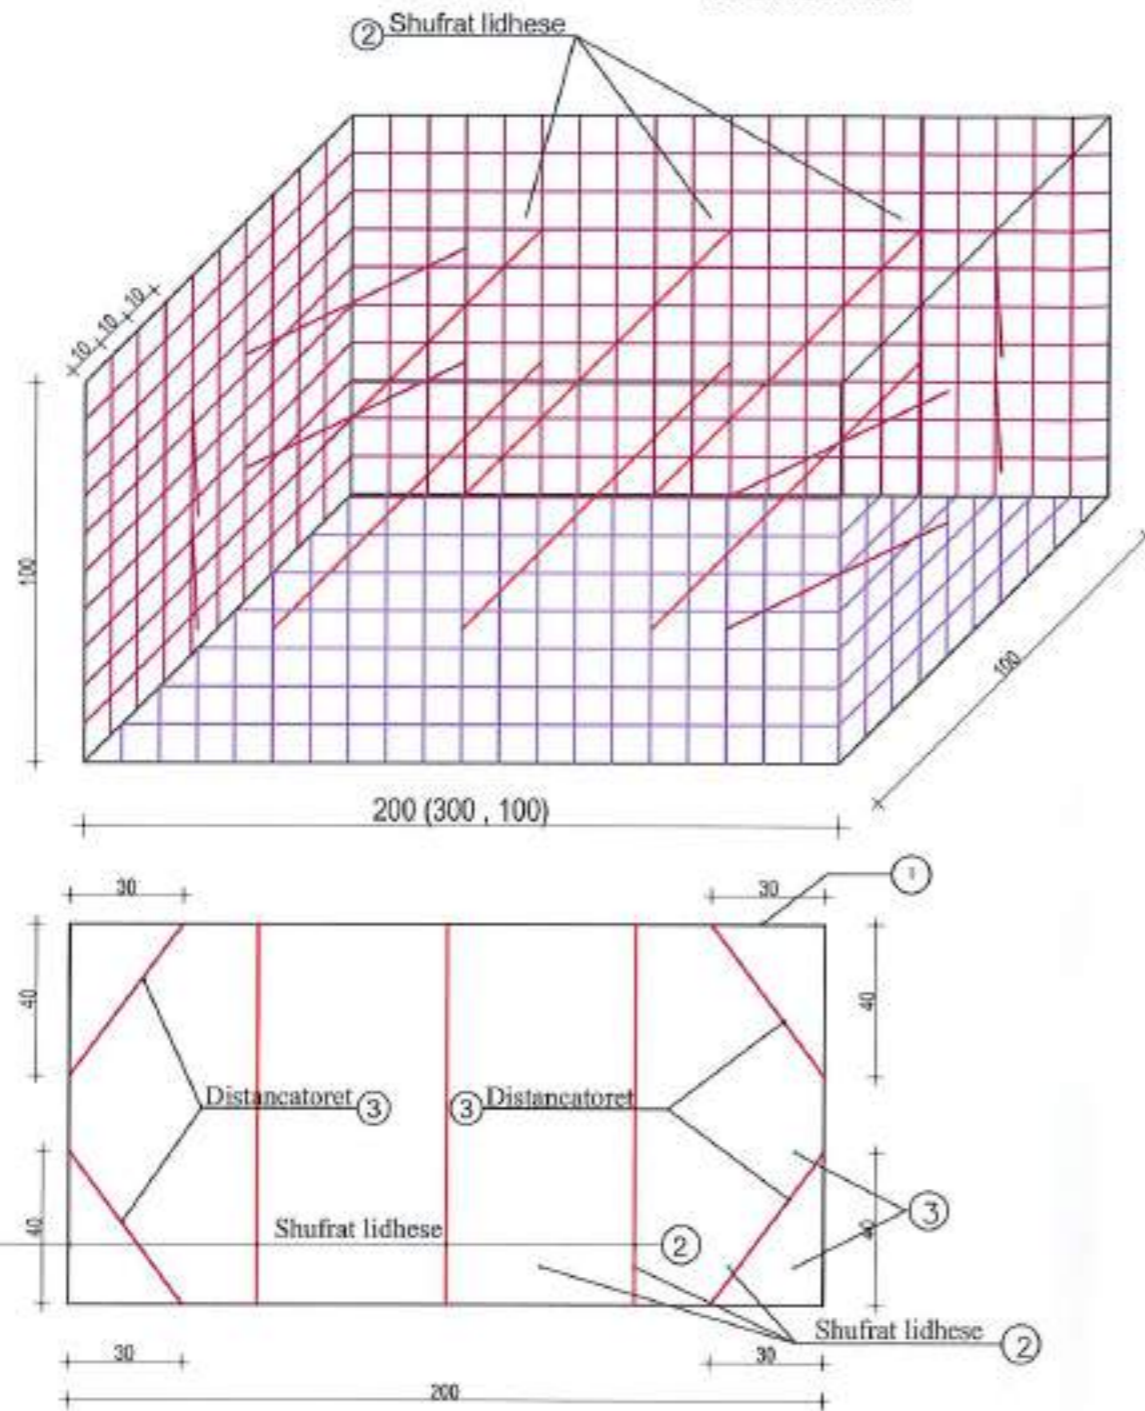 ② Shufrat lidhese
10 10 10
100
100
200 (300 , 100)
30
30
①
40
40
Distancatoret ③
③ Distancatoret
40
Shufrat lidhese
②
③
40
Shufrat lidhese ②
30
30
200